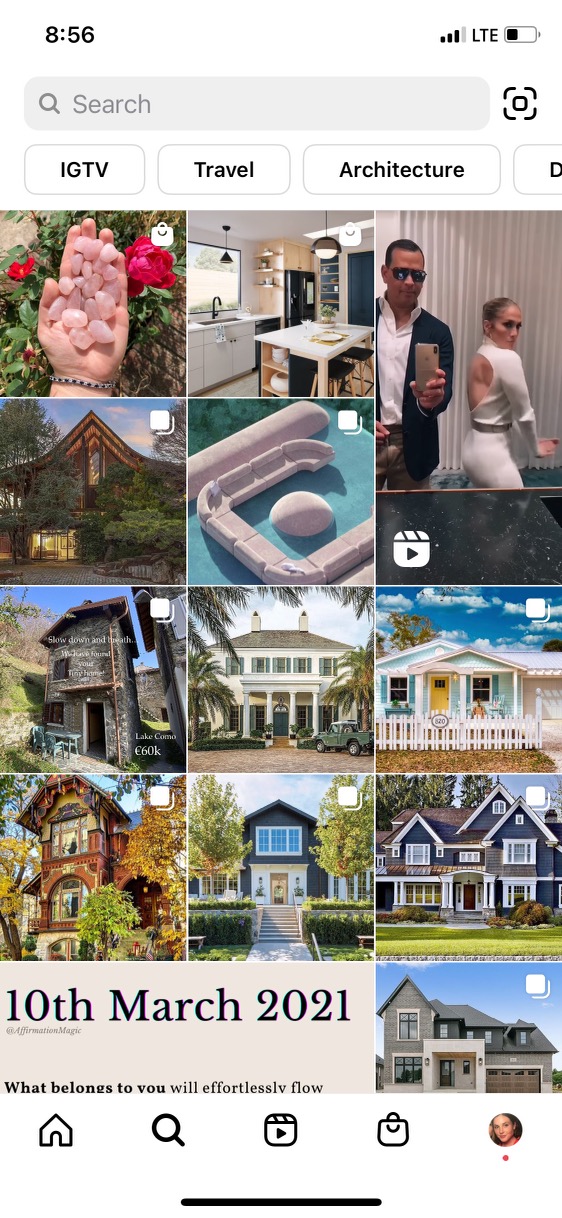 8:56
LTE
Search
IGTV
Travel
Architecture
D
Slow down and breath...
We have found
your
Tiny home!
Lake Como
€60k
520
10th March 2021
@AffirmationMagic
What belongs to you will effortlessly flow